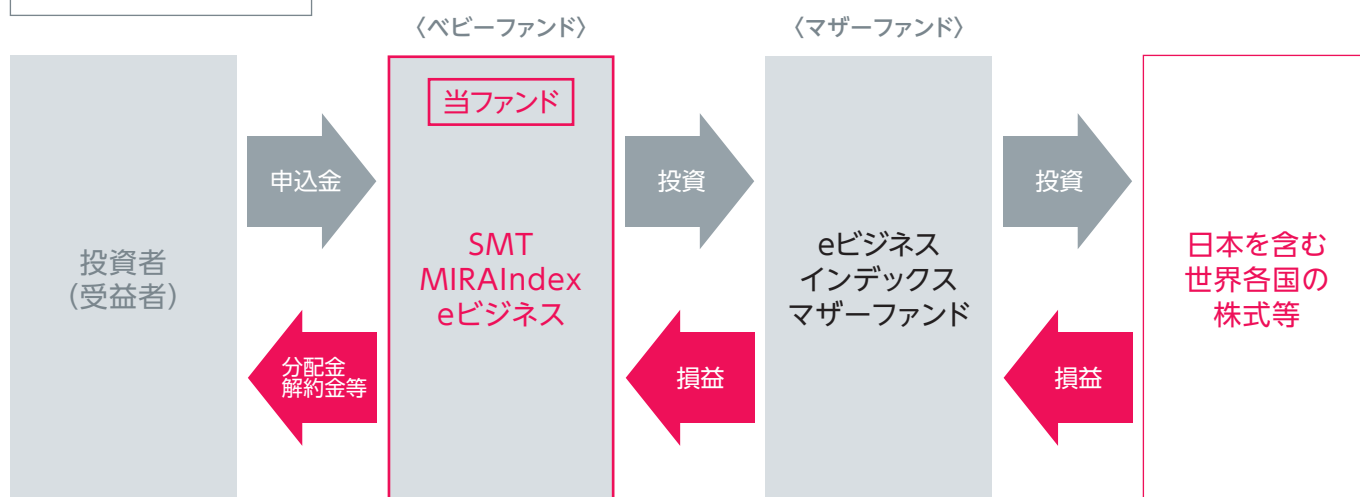 〈ベビーファンド〉
〈マザーファンド〉
当ファンド
申込金
投資
投資
投資者
(受益者)
SMT
MIRAIndex
eビジネス
eビジネス
インデックス
マザーファンド
日本を含む
世界各国の
株式等
分配金
解約金等
損益
損益